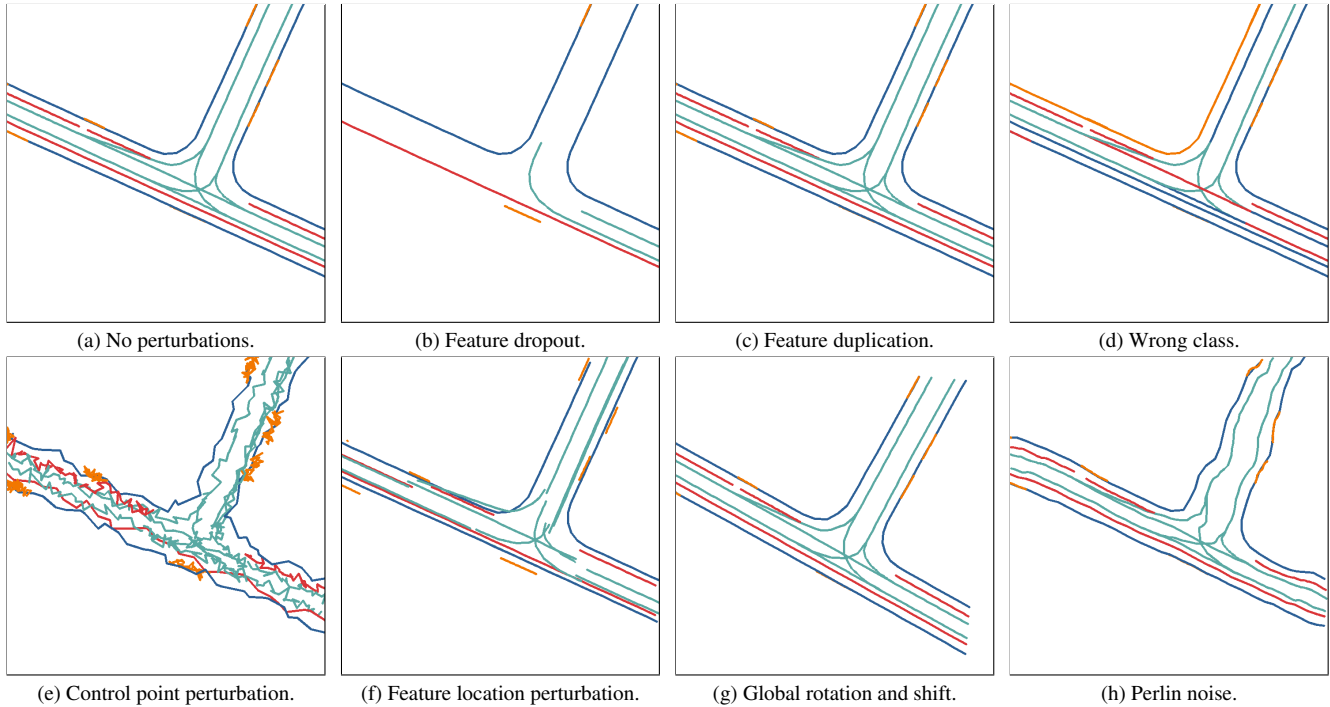 (a) No perturbations.
(b) Feature dropout.
(c) Feature duplication.
(d) Wrong class.
(e) Control point perturbation.
(f) Feature location perturbation.
(g) Global rotation and shift.
(h) Perlin noise.